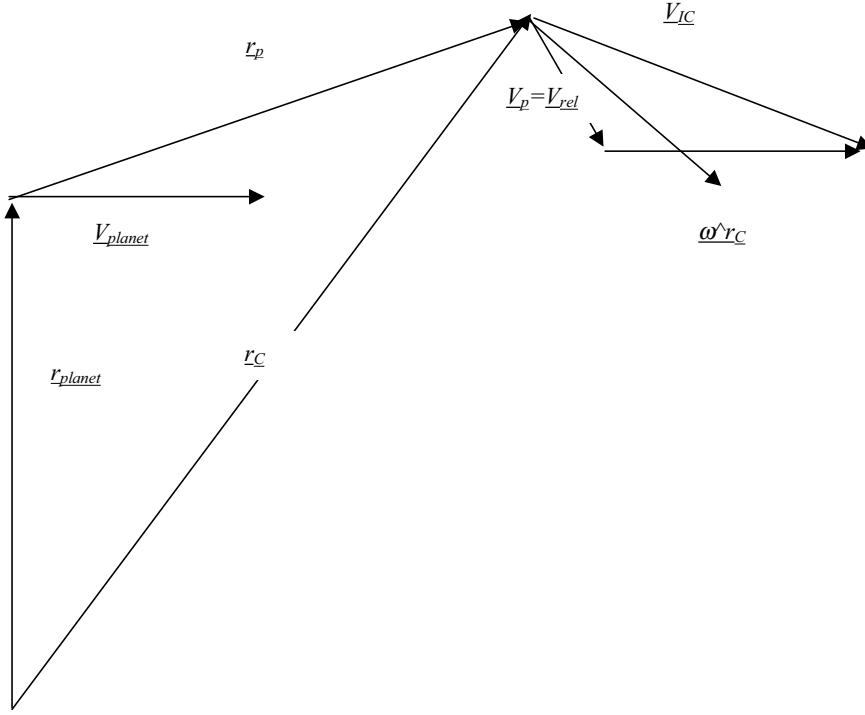 V_IC
r_p
V_p=V_rel
V_planet
ω^r_C
r_C
r_planet